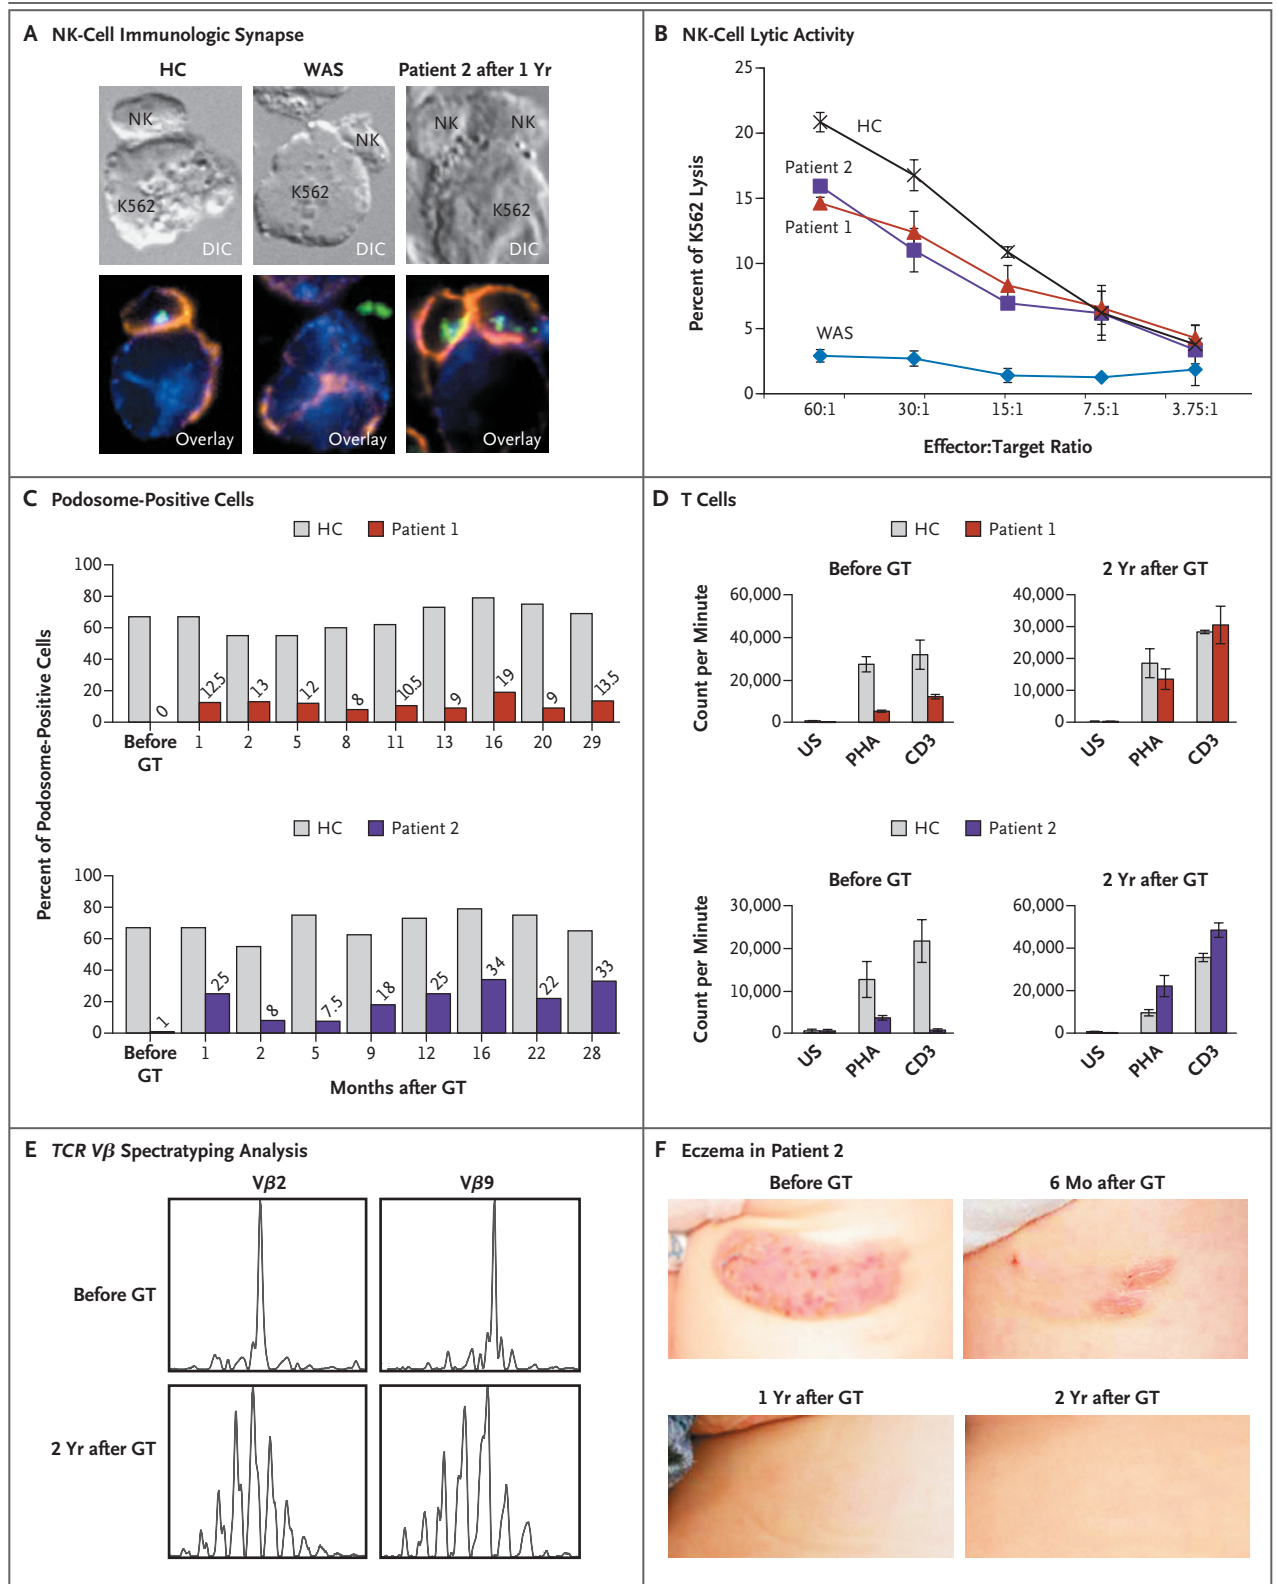 A NK-Cell Immunologic Synapse
HC WAS Patient 2 after 1 Yr
NK NK NK NK
K562 K562 K562
DIC DIC DIC
Overlay Overlay Overlay
B NK-Cell Lytic Activity
Percent of K562 Lysis
25
20
15
10
5
0
HC
Patient 2
Patient 1
WAS
60:1 30:1 15:1 7.5:1 3.75:1
Effector:Target Ratio
C Podosome-Positive Cells
HC Patient 1
Percent of Podosome-Positive Cells
100
80
60
40
20
0
0 12.5 13 12 8 10.5 9 19 9 13.5
Before GT 1 2 5 8 11 13 16 20 29
HC Patient 2
100
80
60
40
20
0
1 25 8 7.5 18 25 34 22 33
Before GT 1 2 5 9 12 16 22 28
Months after GT
D T Cells
HC Patient 1
Before GT
Count per Minute
60,000
40,000
20,000
0
US PHA CD3
2 Yr after GT
40,000
30,000
20,000
10,000
0
US PHA CD3
HC Patient 2
Before GT
Count per Minute
30,000
20,000
10,000
0
US PHA CD3
2 Yr after GT
60,000
40,000
20,000
0
US PHA CD3
E TCR Vβ Spectratyping Analysis
Vβ2 Vβ9
Before GT
2 Yr after GT
F Eczema in Patient 2
Before GT 6 Mo after GT
1 Yr after GT 2 Yr after GT